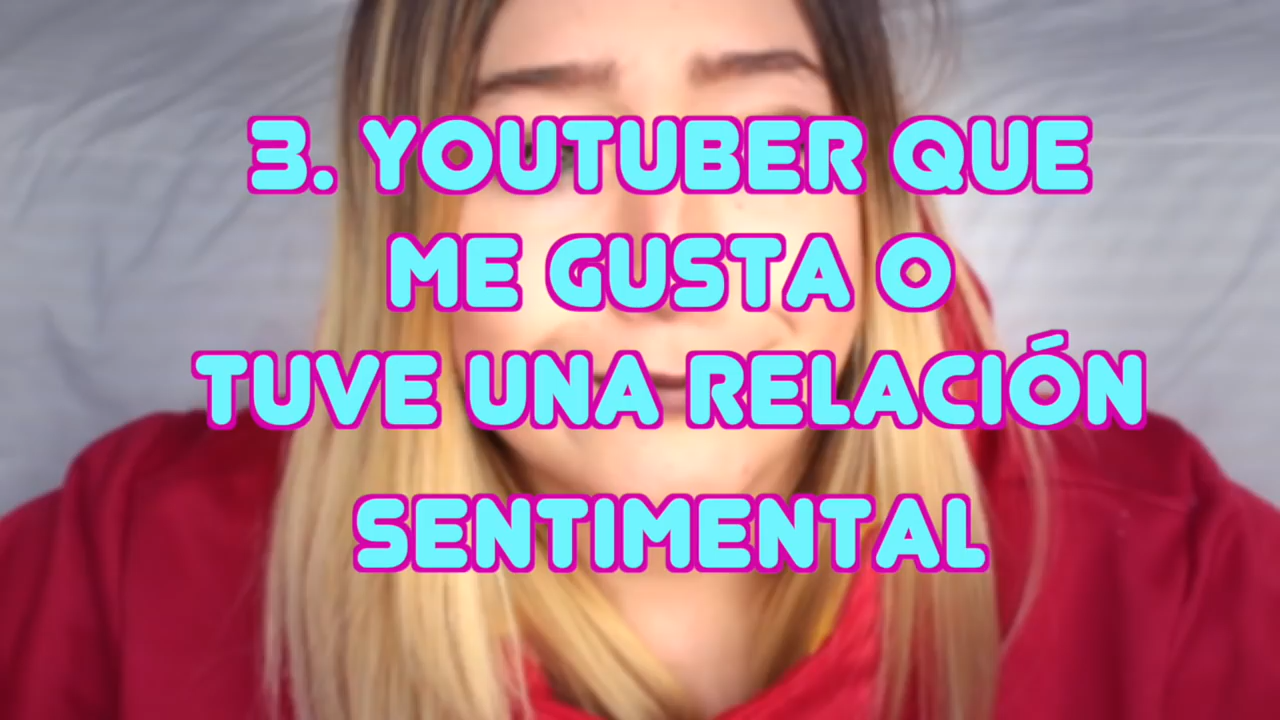 3. YOUTUBER QUE
ME GUSTA O
TUVE UNA RELACIÓN
SENTIMENTAL